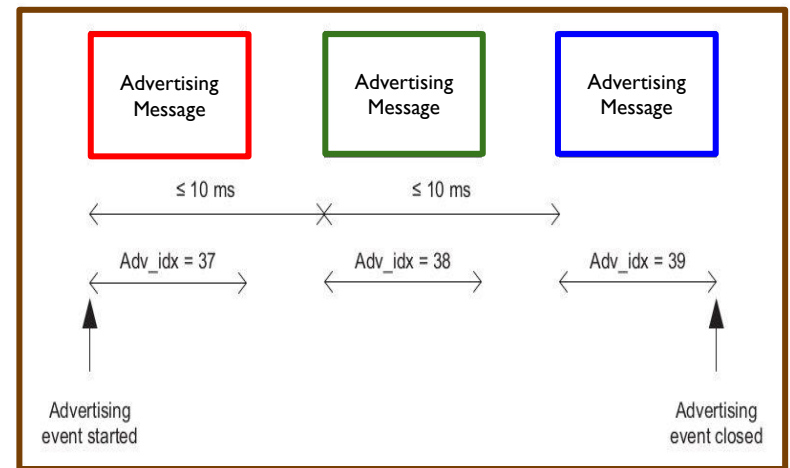 Advertising
Message
Advertising
Message
Advertising
Message
≤ 10 ms
≤ 10 ms
Adv_idx = 37
Adv_idx = 38
Adv_idx = 39
Advertising
event started
Advertising
event closed